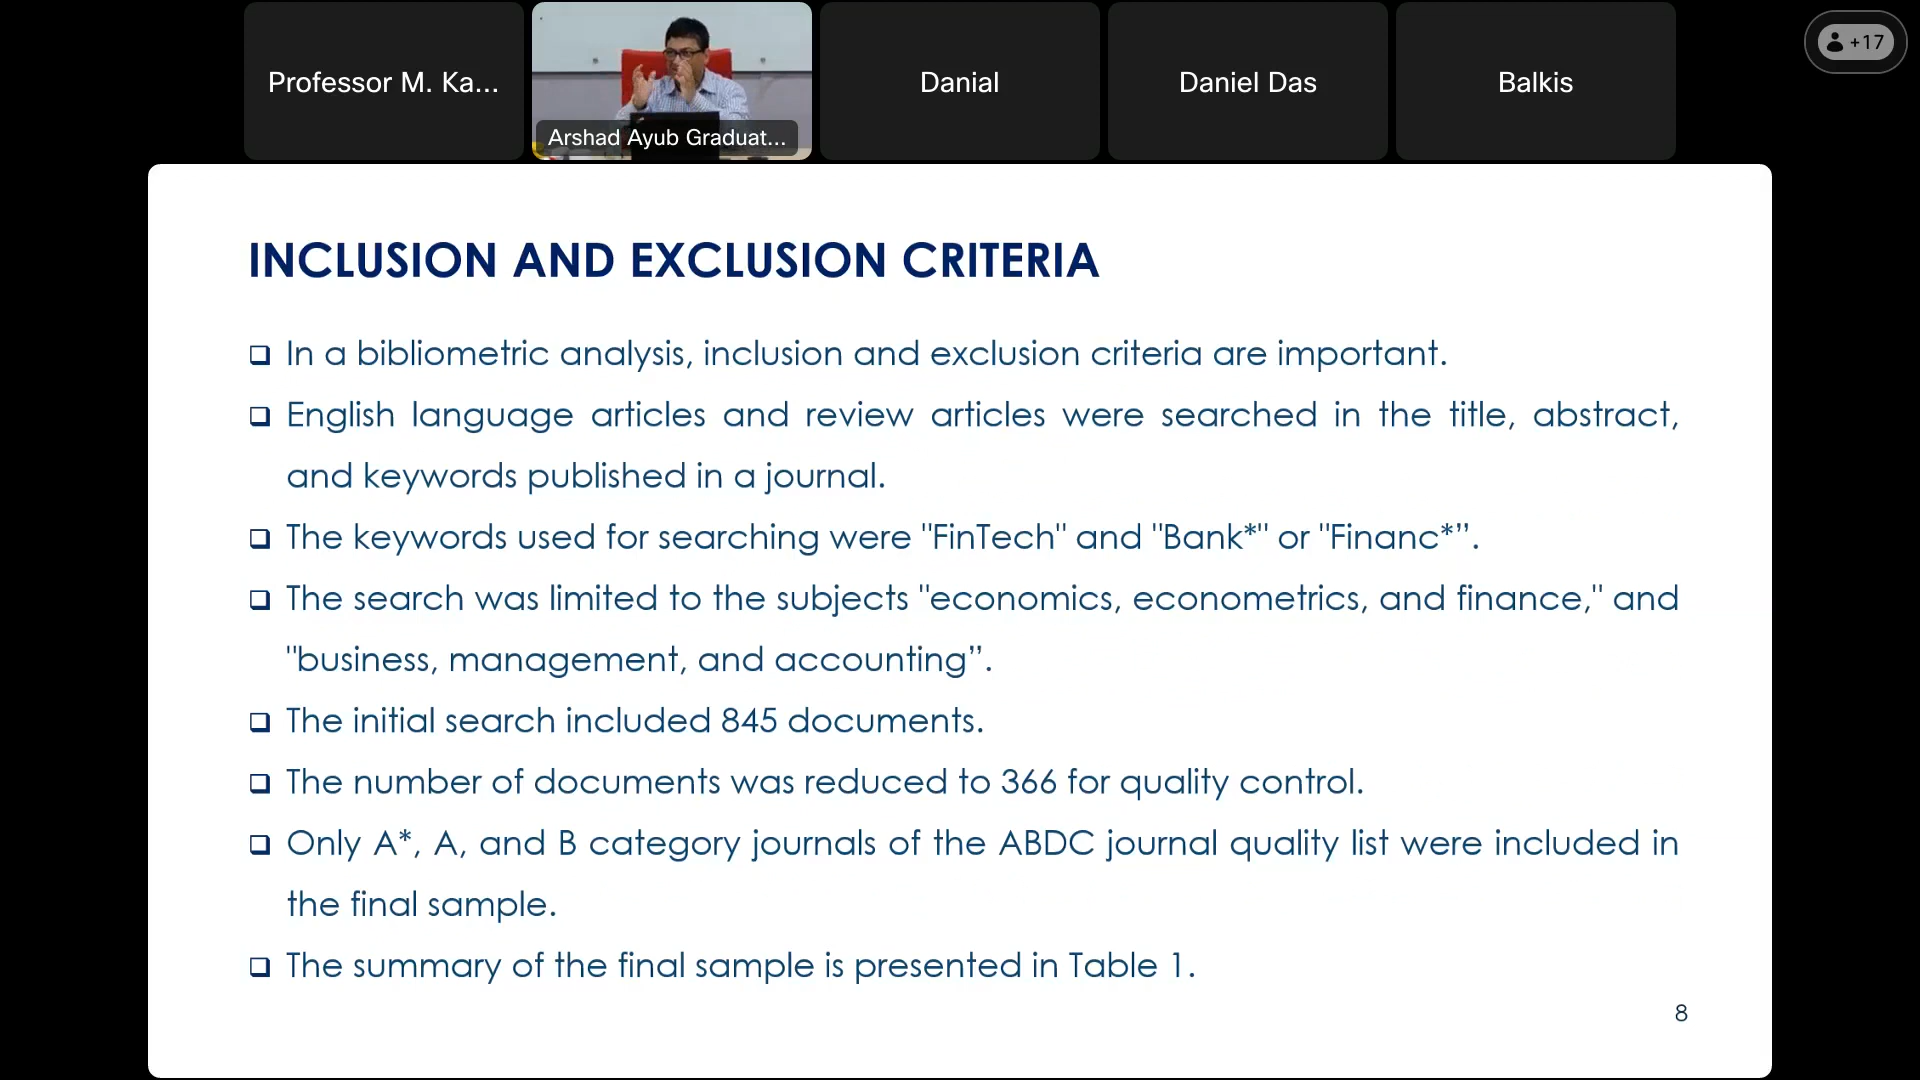 Professor M. Ka...
Arshad Ayub Graduat...
Danial
Daniel Das
Balkis
+17
INCLUSION AND EXCLUSION CRITERIA
❑ In a bibliometric analysis, inclusion and exclusion criteria are important.
❑ English language articles and review articles were searched in the title, abstract,
and keywords published in a journal.
❑ The keywords used for searching were "FinTech" and "Bank*" or "Financ*”.
❑ The search was limited to the subjects "economics, econometrics, and finance," and
"business, management, and accounting”.
❑ The initial search included 845 documents.
❑ The number of documents was reduced to 366 for quality control.
❑ Only A*, A, and B category journals of the ABDC journal quality list were included in
the final sample.
❑ The summary of the final sample is presented in Table 1.
8